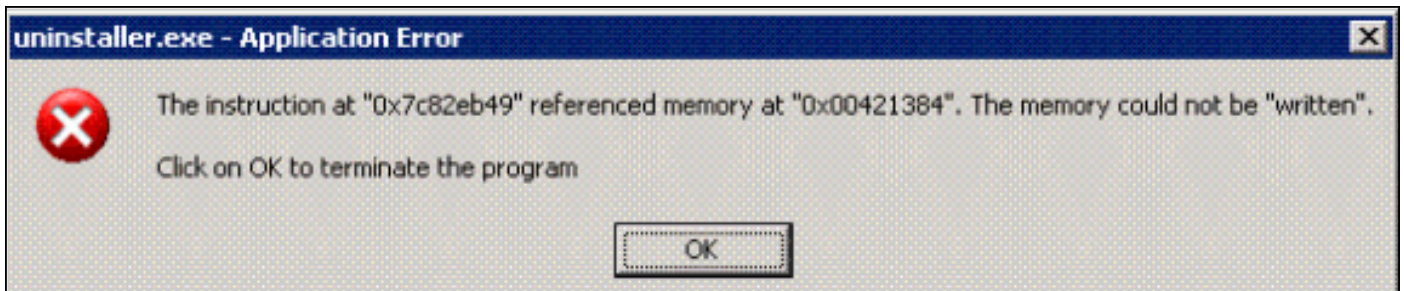 uninstaller.exe - Application Error
The instruction at "0x7c82eb49" referenced memory at "0x00421384". The memory could not be "written".
Click on OK to terminate the program
OK